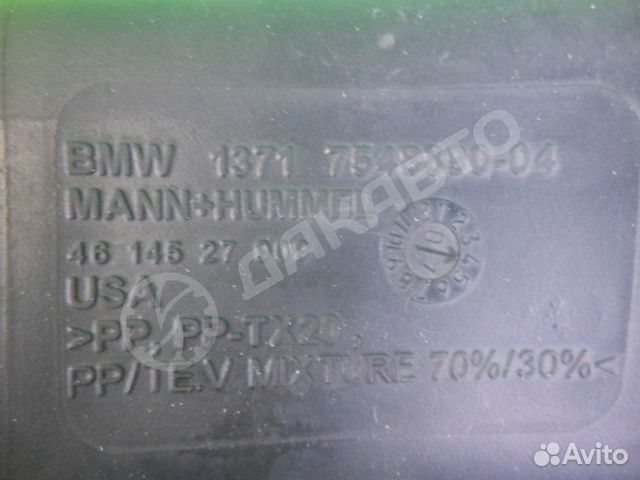 BMW 1371
MANN+HUMMEL
46 145 27
USA
>PP/PP-TX20,
PP/TE.V MIXTURE 70%/30%<
ДАКАВТО
Avito